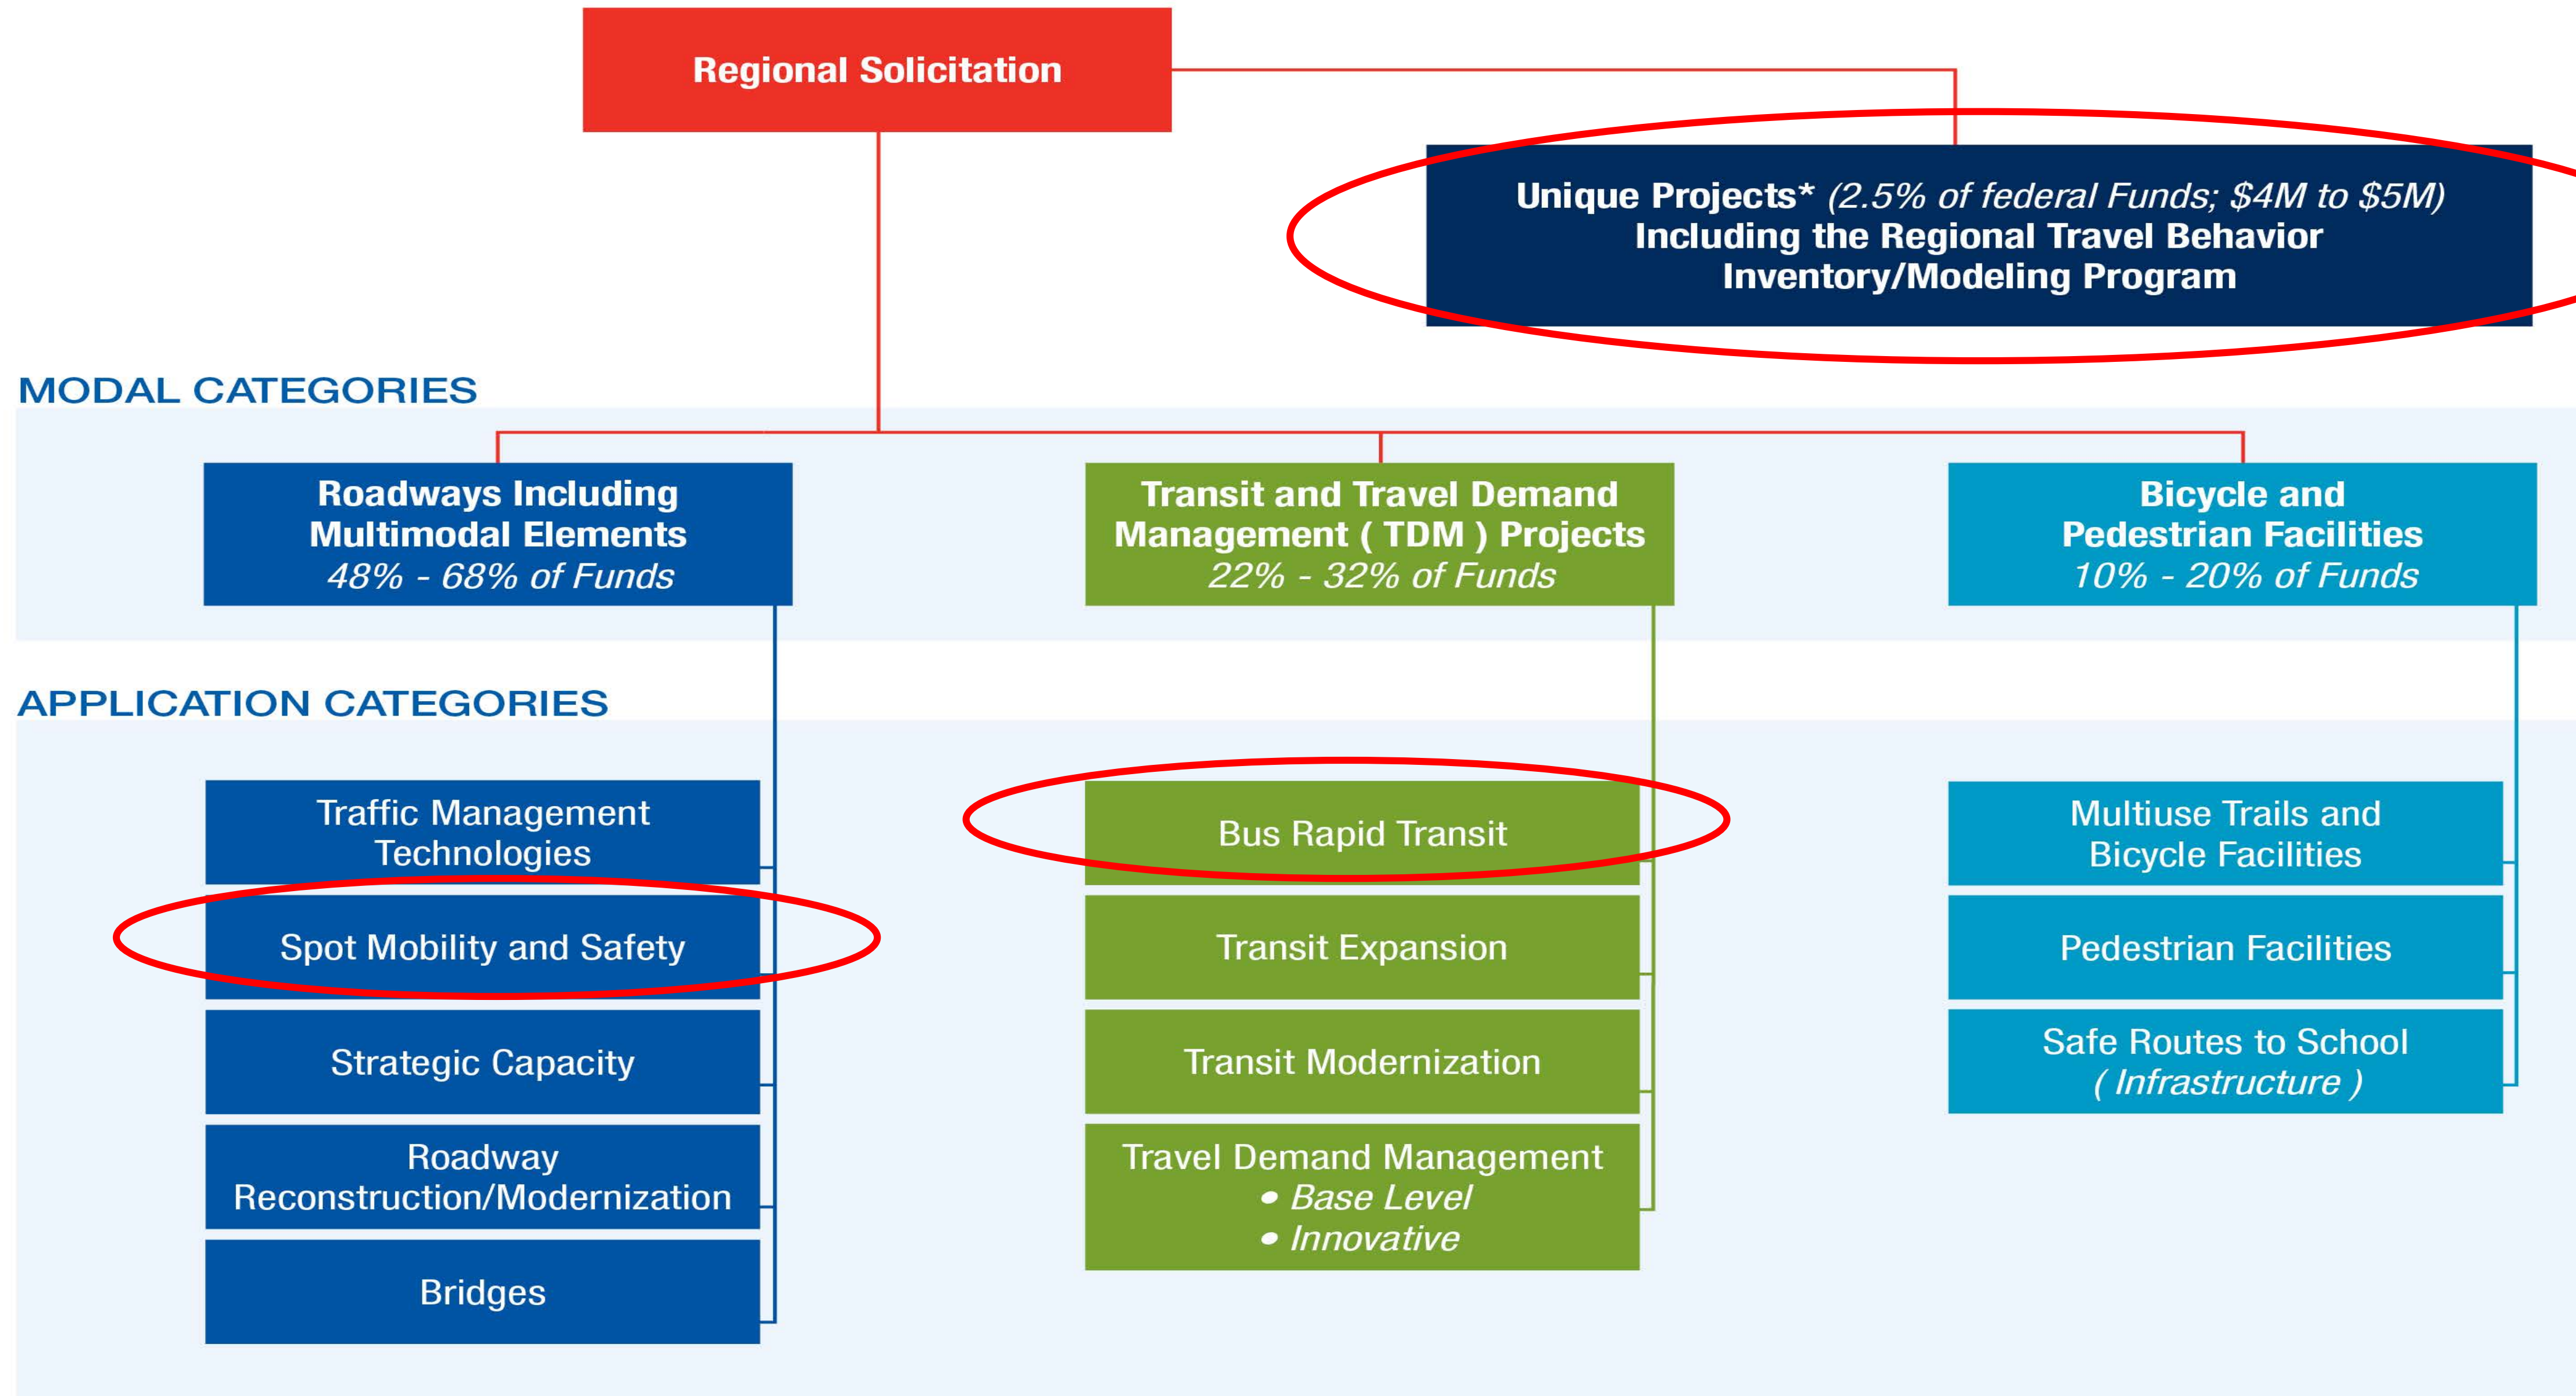 Regional Solicitation
Unique Projects* (2.5% of federal Funds; $4M to $5M)
Including the Regional Travel Behavior
Inventory/Modeling Program
MODAL CATEGORIES
Roadways Including
Multimodal Elements
48% - 68% of Funds
Transit and Travel Demand
Management ( TDM ) Projects
22% - 32% of Funds
Bicycle and
Pedestrian Facilities
10% - 20% of Funds
APPLICATION CATEGORIES
Traffic Management
Technologies
Spot Mobility and Safety
Strategic Capacity
Roadway
Reconstruction/Modernization
Bridges
Bus Rapid Transit
Transit Expansion
Transit Modernization
Travel Demand Management
• Base Level
• Innovative
Multiuse Trails and
Bicycle Facilities
Pedestrian Facilities
Safe Routes to School
( Infrastructure )